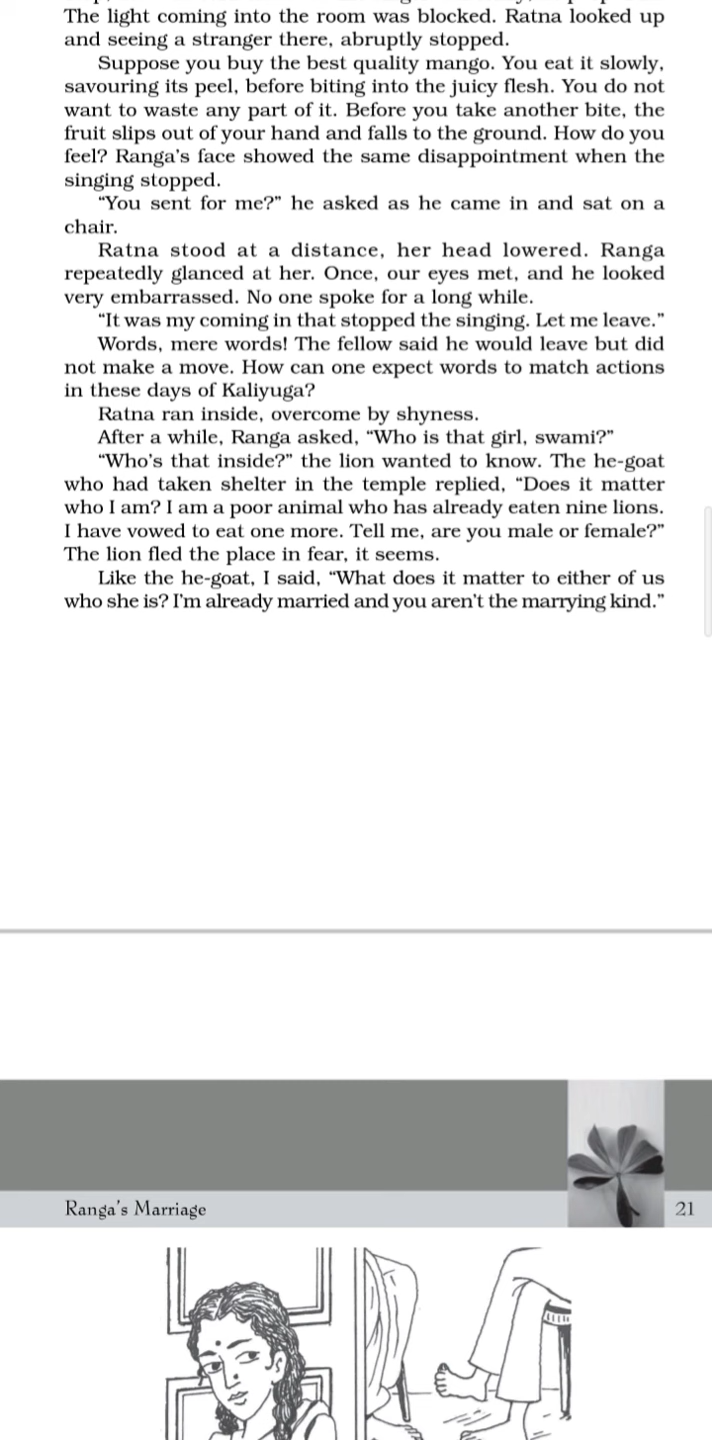 The light coming into the room was blocked. Ratna looked up
and seeing a stranger there, abruptly stopped.
Suppose you buy the best quality mango. You eat it slowly,
savouring its peel, before biting into the juicy flesh. You do not
want to waste any part of it. Before you take another bite, the
fruit slips out of your hand and falls to the ground. How do you
feel? Ranga’s face showed the same disappointment when the
singing stopped.
“You sent for me?” he asked as he came in and sat on a
chair.
Ratna stood at a distance, her head lowered. Ranga
repeatedly glanced at her. Once, our eyes met, and he looked
very embarrassed. No one spoke for a long while.
“It was my coming in that stopped the singing. Let me leave.”
Words, mere words! The fellow said he would leave but did
not make a move. How can one expect words to match actions
in these days of Kaliyuga?
Ratna ran inside, overcome by shyness.
After a while, Ranga asked, “Who is that girl, swami?”
“Who’s that inside?” the lion wanted to know. The he-goat
who had taken shelter in the temple replied, “Does it matter
who I am? I am a poor animal who has already eaten nine lions.
I have vowed to eat one more. Tell me, are you male or female?”
The lion fled the place in fear, it seems.
Like the he-goat, I said, “What does it matter to either of us
who she is? I’m already married and you aren’t the marrying kind.”
Ranga’s Marriage
21